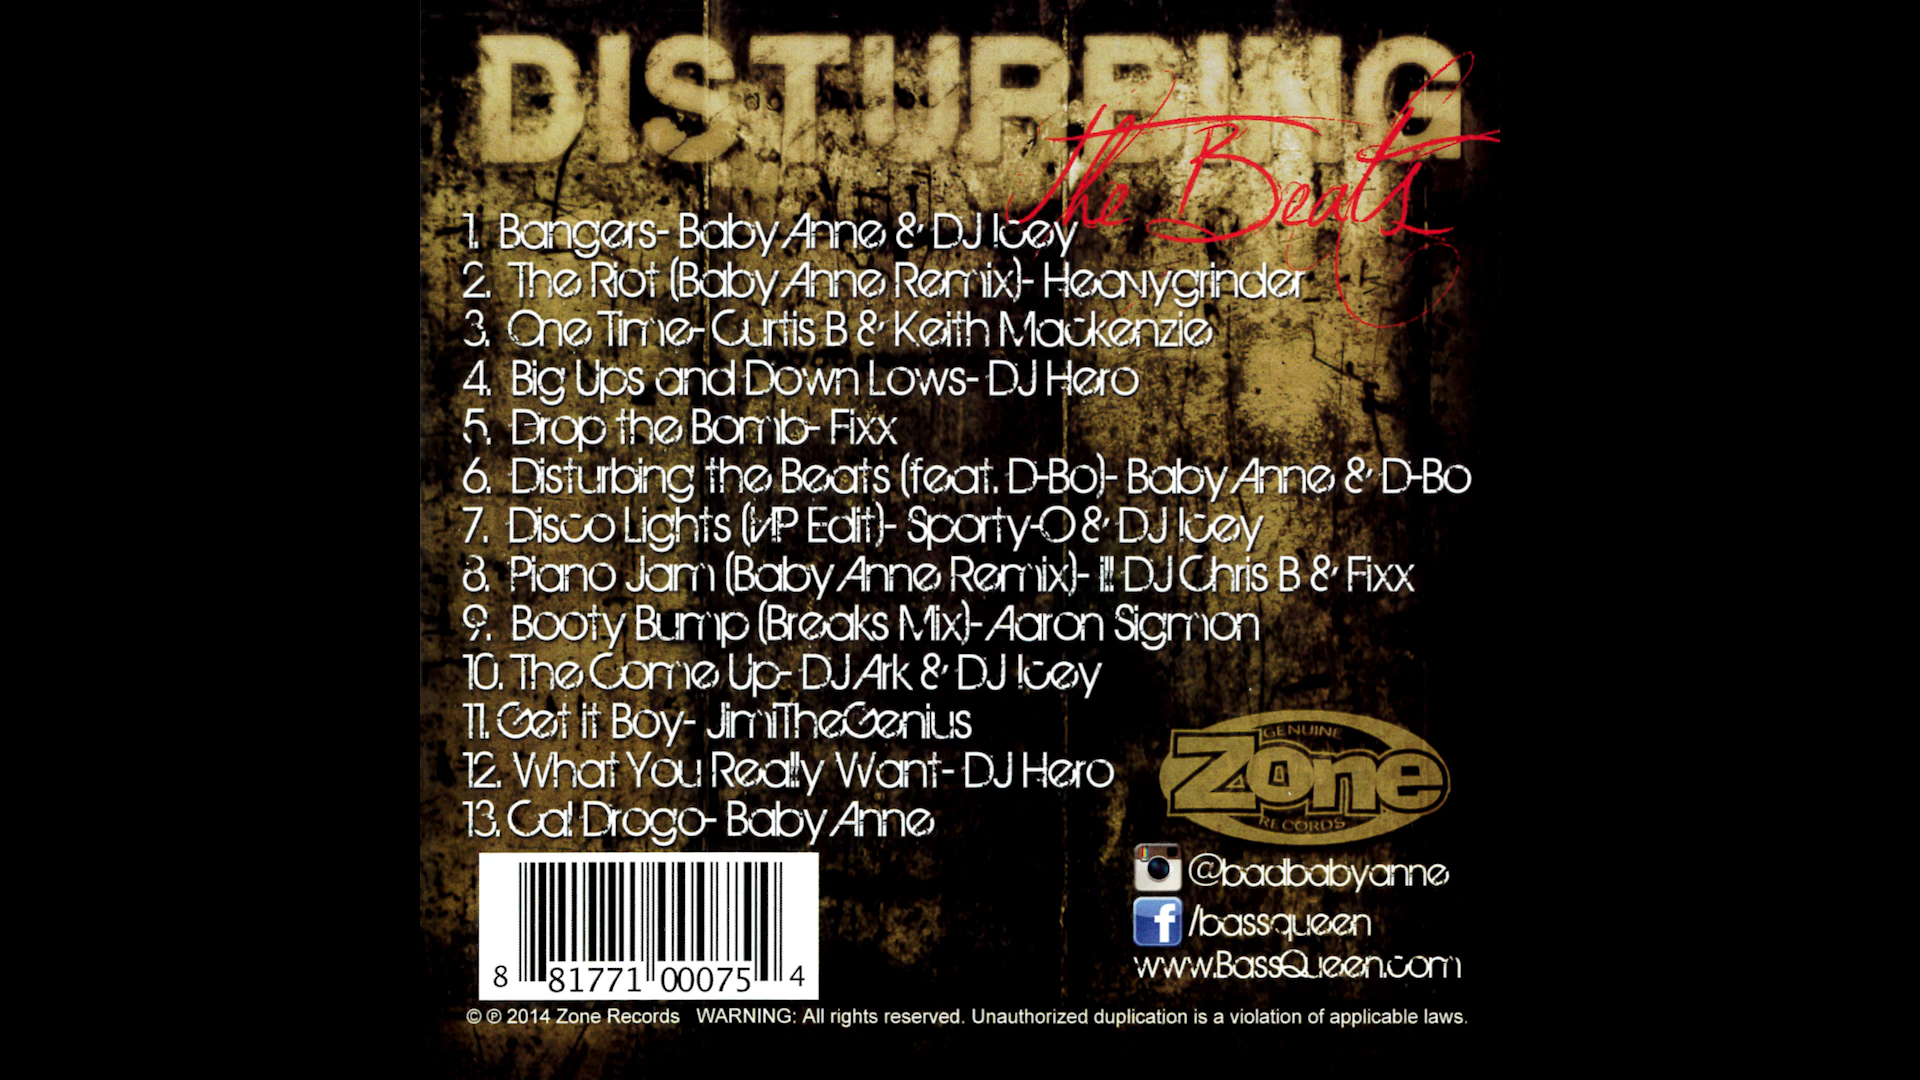 DISTURBING
The Beats
1. Bangers- Baby Anne & DJ Icey
2. The Riot (Baby Anne Remix)- Heavygrinder
3. One Time- Curtis B & Keith Mackenzie
4. Big Ups and Down Lows- DJ Hero
5. Drop the Bomb- Fixx
6. Disturbing the Beats (feat. D-Bo)- Baby Anne & D-Bo
7. Disco Lights (VIP Edit)- Sporty-O & DJ Icey
8. Piano Jam (Baby Anne Remix)- ill DJ Chris B & Fixx
9. Booty Bump (Breaks Mix)- Aaron Sigmon
10. The Come Up- DJ Ark & DJ Icey
11. Get it Boy- JimiTheGenius
12. What You Really Want- DJ Hero
13. Cal Drogo- Baby Anne
GENUINE
Zone
RECORDS
@badbabyanne
f /bassqueen
www.BassQueen.com
8 81771 00075 4
© ℗ 2014 Zone Records WARNING: All rights reserved. Unauthorized duplication is a violation of applicable laws.